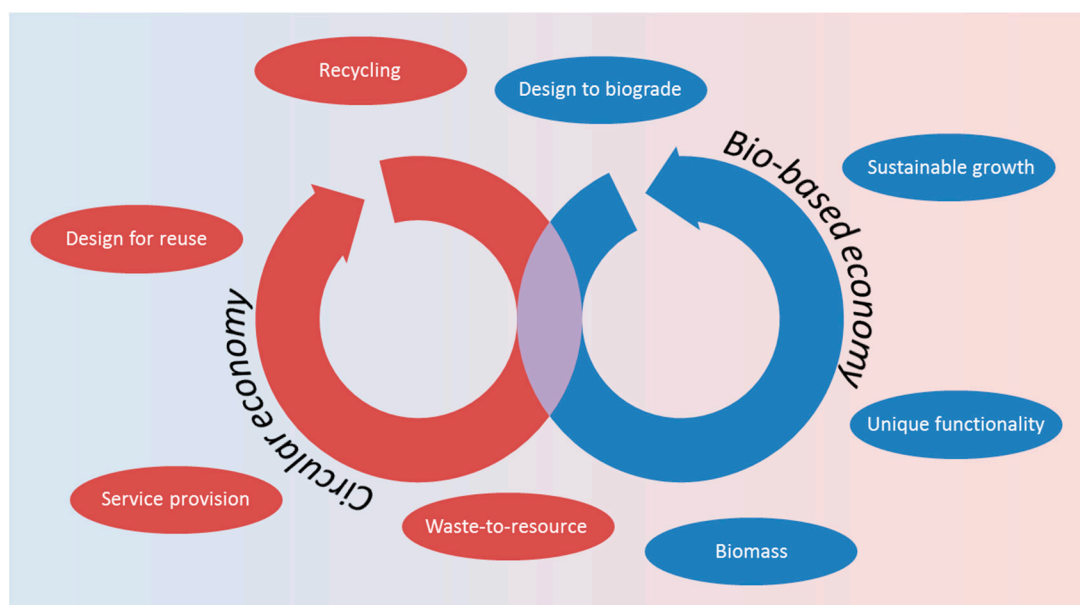 Recycling
Design to biograde
Bio-based economy
Sustainable growth
Design for reuse
Circular economy
Unique functionality
Service provision
Waste-to-resource
Biomass